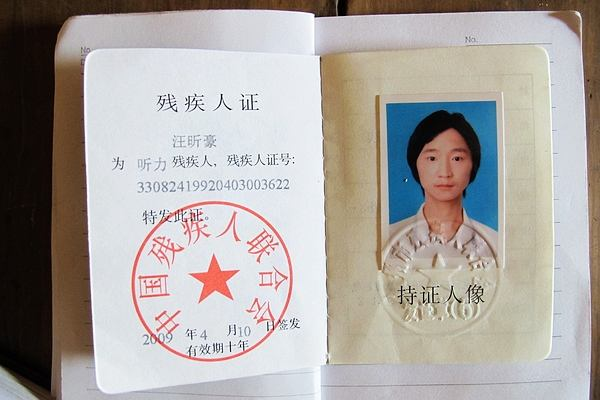 No.
No.
残疾人证
汪昕豪
为 听力 残疾人，残疾人证号：
33082419920403003622
特发此证。
中国残疾人联合会
2009 年 4 月 10 日签发
有效期十年
持证人像